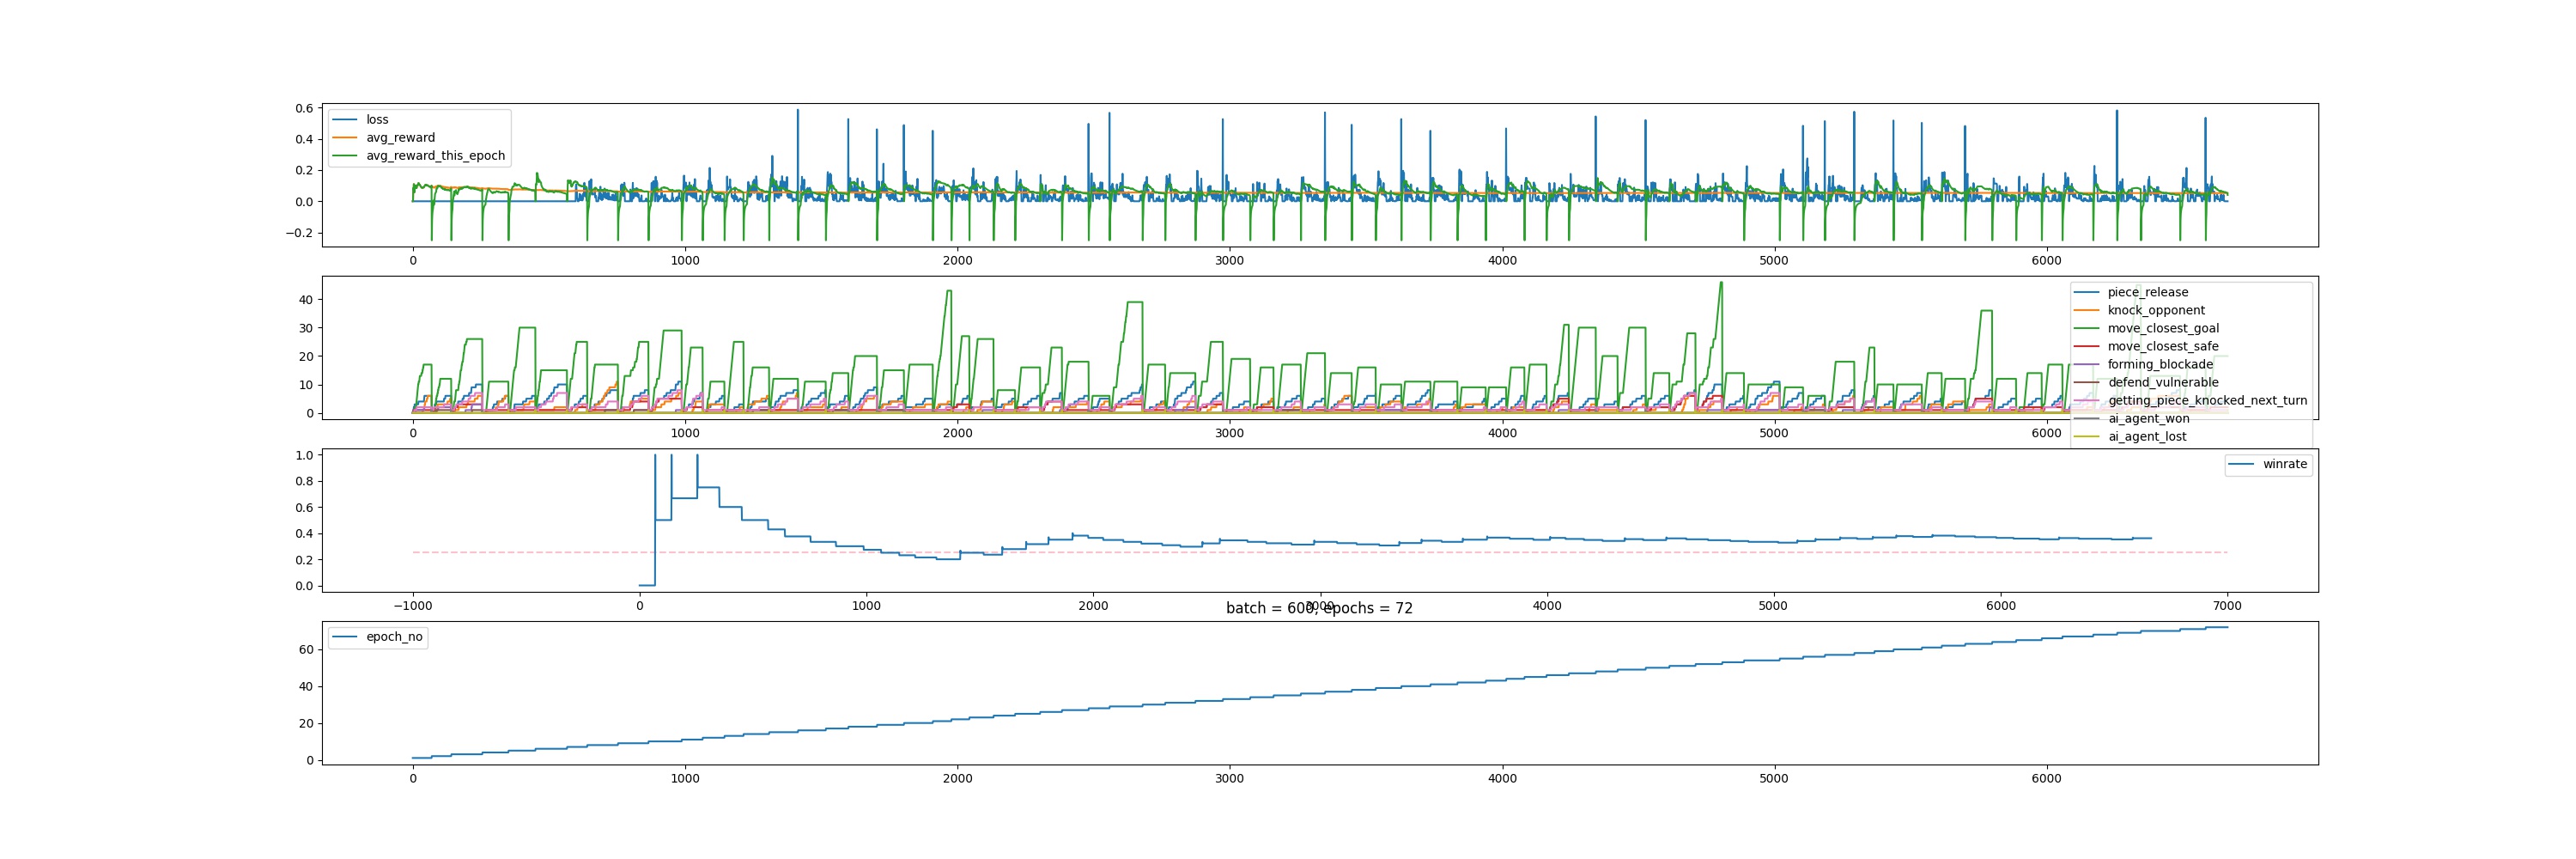 0.6
0.4
0.2
0.0
−0.2
loss
avg_reward
avg_reward_this_epoch
0 1000 2000 3000 4000 5000 6000
40
30
20
10
0
piece_release
knock_opponent
move_closest_goal
move_closest_safe
forming_blockade
defend_vulnerable
getting_piece_knocked_next_turn
ai_agent_won
ai_agent_lost
0 1000 2000 3000 4000 5000 6000
1.0
0.8
0.6
0.4
0.2
0.0
winrate
−1000 0 1000 2000 3000 4000 5000 6000 7000
batch = 600, epochs = 72
60
40
20
0
epoch_no
0 1000 2000 3000 4000 5000 6000